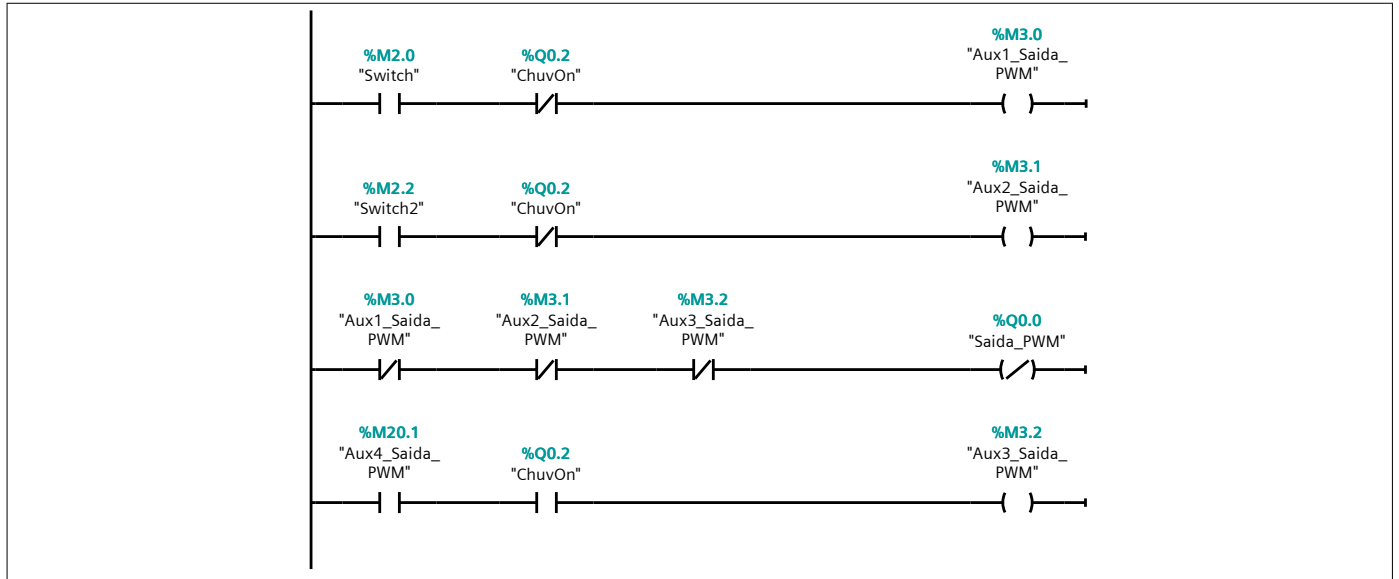 %M2.0
"Switch"
%Q0.2
"ChuvOn"
%M3.0
"Aux1_Saida_
PWM"
%M2.2
"Switch2"
%Q0.2
"ChuvOn"
%M3.1
"Aux2_Saida_
PWM"
%M3.0
"Aux1_Saida_
PWM"
%M3.1
"Aux2_Saida_
PWM"
%M3.2
"Aux3_Saida_
PWM"
%Q0.0
"Saida_PWM"
%M20.1
"Aux4_Saida_
PWM"
%Q0.2
"ChuvOn"
%M3.2
"Aux3_Saida_
PWM"